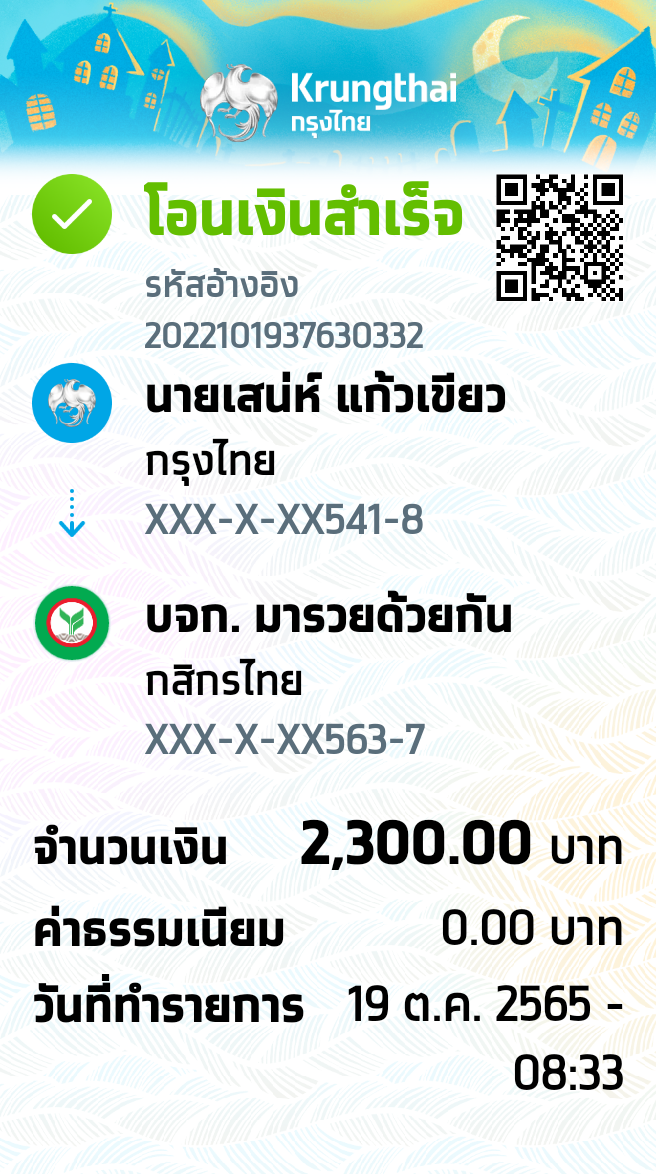 Krungthai
กรุงไทย
โอนเงินสำเร็จ
รหัสอ้างอิง
2022101937630332
นายเสน่ห์ แก้วเขียว
กรุงไทย
XXX-X-XX541-8
บจก. มารวยด้วยกัน
กสิกรไทย
XXX-X-XX563-7
จำนวนเงิน 2,300.00 บาท
ค่าธรรมเนียม 0.00 บาท
วันที่ทำรายการ 19 ต.ค. 2565 -
08:33